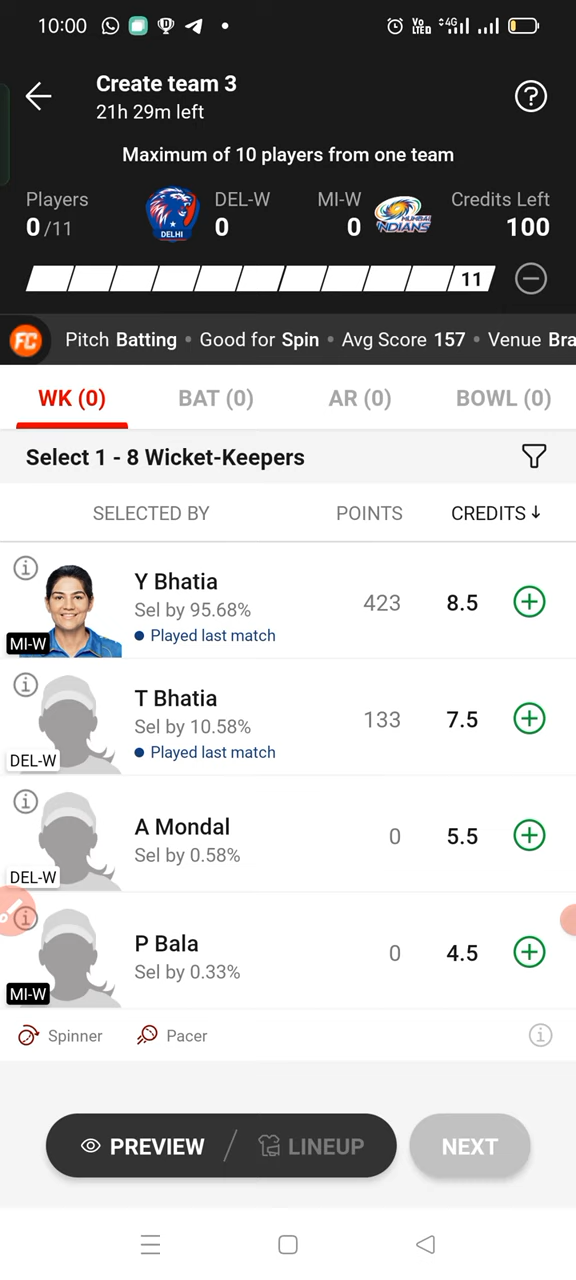 10:00
Vo LTED 4G
Create team 3
21h 29m left
Maximum of 10 players from one team
Players DEL-W MI-W Credits Left
0/11 DELHI 0 0 MUMBAI INDIANS 100
11
FC Pitch Batting • Good for Spin • Avg Score 157 • Venue Bra
WK (0) BAT (0) AR (0) BOWL (0)
Select 1 - 8 Wicket-Keepers
SELECTED BY POINTS CREDITS ↓
Y Bhatia
Sel by 95.68% 423 8.5
• Played last match
MI-W
T Bhatia
Sel by 10.58% 133 7.5
• Played last match
DEL-W
A Mondal
Sel by 0.58% 0 5.5
DEL-W
P Bala
Sel by 0.33% 0 4.5
MI-W
Spinner Pacer
PREVIEW / LINEUP NEXT